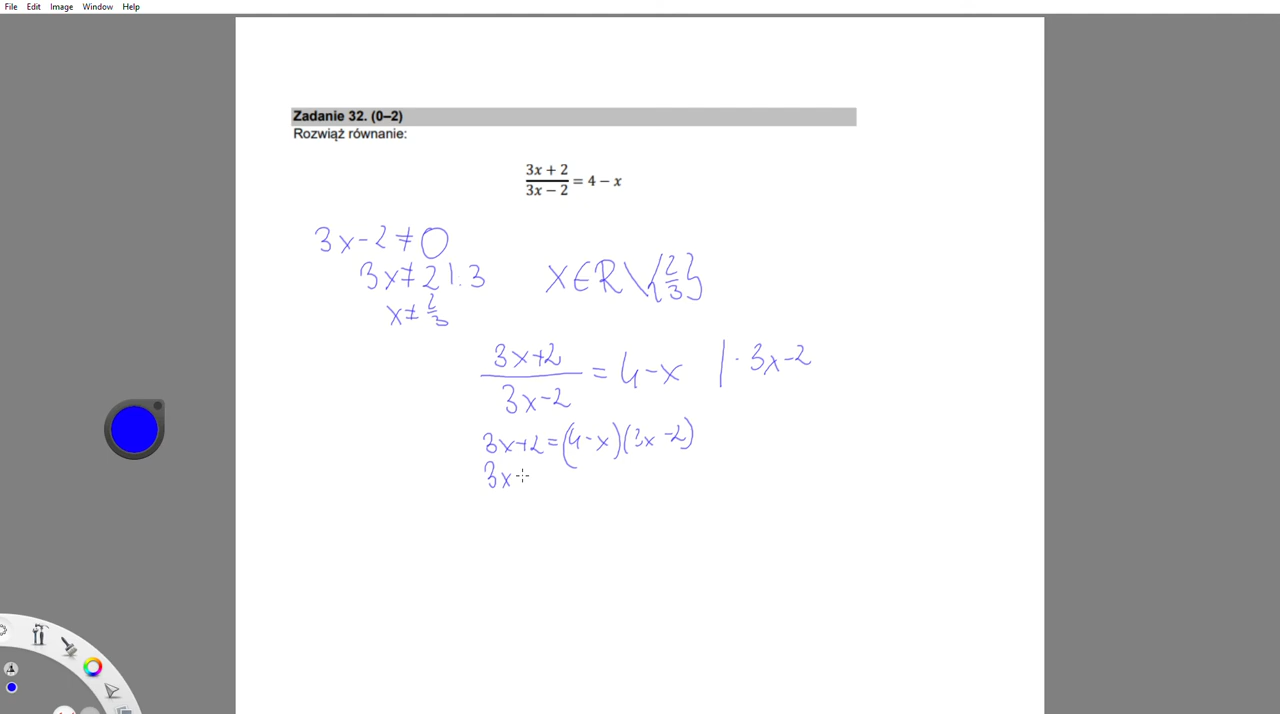 File Edit Image Window Help
Zadanie 32. (0–2)
Rozwiąż równanie:
3x + 2
3x − 2
= 4 − x
3x-2≠0
3x≠2 |:3
x≠2/3
x∈R\{2/3}
3x+2
3x-2
= 4-x |· 3x-2
3x+2=(4-x)(3x-2)
3x